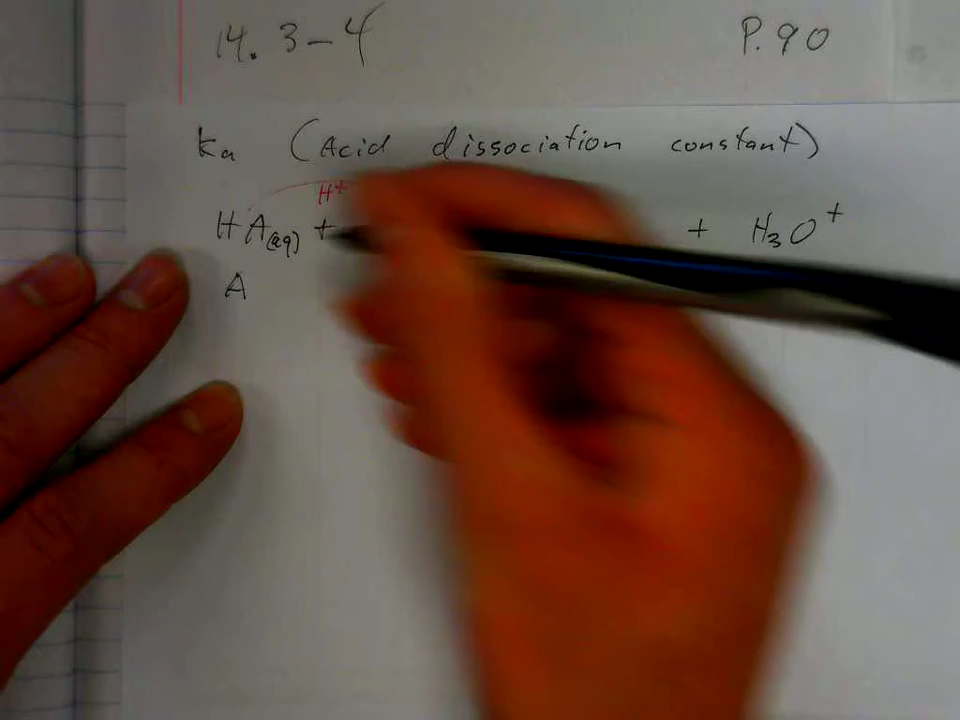 14. 3-4 P. 90
Ka (Acid dissociation constant)
H+
HA(aq) + + H3O+
A